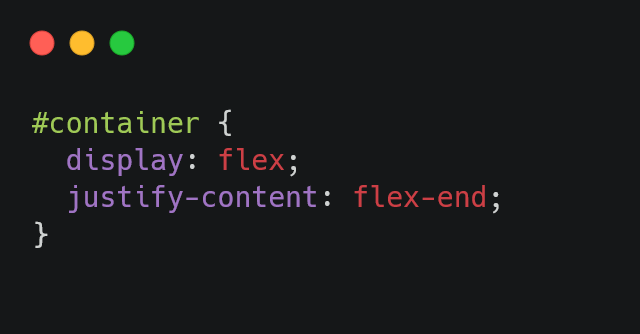 #container {
  display: flex;
  justify-content: flex-end;
}